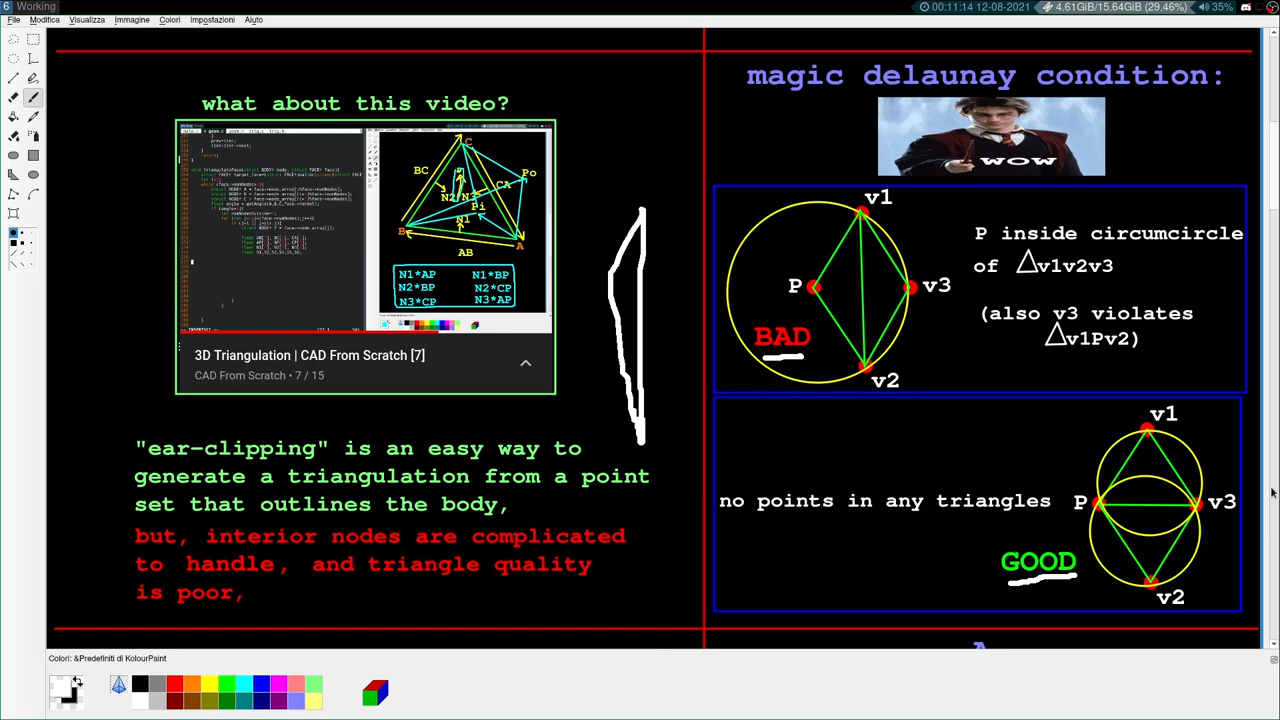 6 Working
00:11:14 12-08-2021
4.61GiB/15.64GiB (29.46%)
35%
File Modifica Visualizza Immagine Colori Impostazioni Aiuto
what about this video?
C
BC
Po
CA
N2
N3
Pi
N1
B
A
AB
N1*AP N1*BP
N2*BP N2*CP
N3*CP N3*AP
3D Triangulation | CAD From Scratch [7]
CAD From Scratch • 7 / 15
"ear-clipping" is an easy way to
generate a triangulation from a point
set that outlines the body,
but, interior nodes are complicated
to handle, and triangle quality
is poor,
magic delaunay condition:
WOW
v1
P
v3
BAD
v2
P inside circumcircle
of △v1v2v3
(also v3 violates
△v1Pv2)
v1
no points in any triangles
P
v3
GOOD
v2
Colori: &Predefiniti di KolourPaint